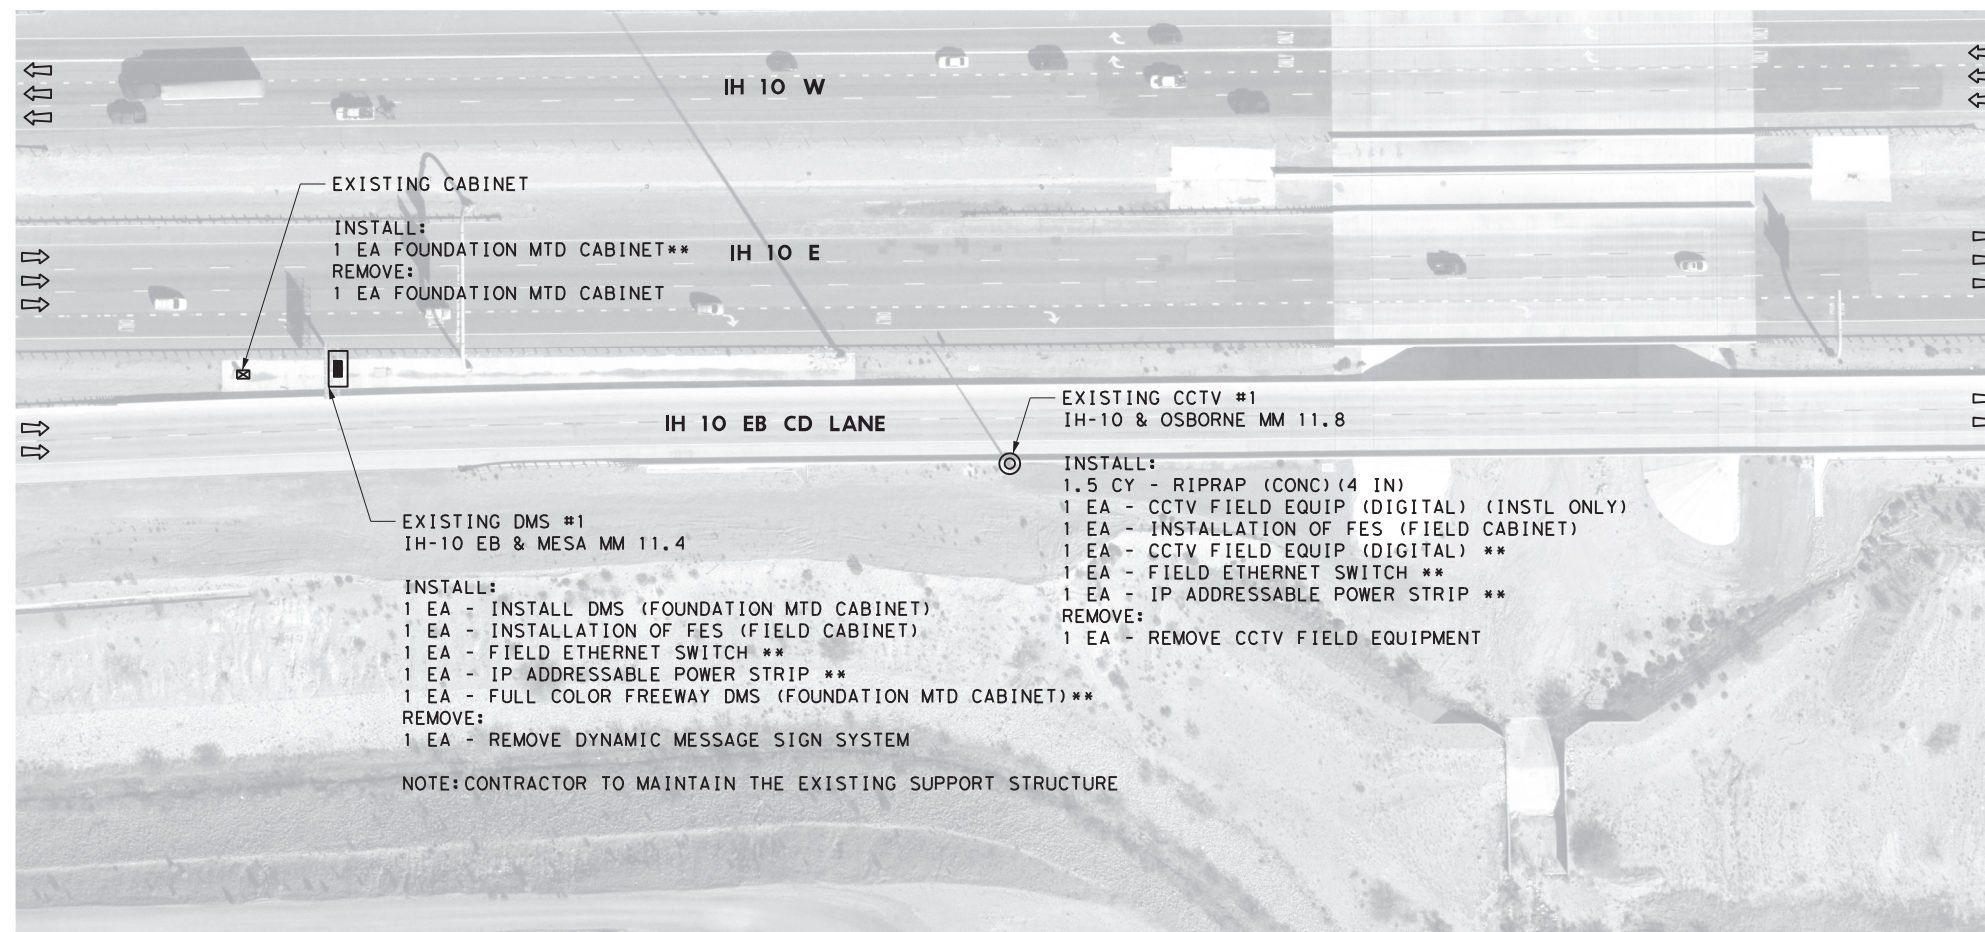 IH 10 W
EXISTING CABINET
INSTALL:
1 EA FOUNDATION MTD CABINET**
REMOVE:
1 EA FOUNDATION MTD CABINET
IH 10 E
IH 10 EB CD LANE
EXISTING CCTV #1
IH-10 & OSBORNE MM 11.8
INSTALL:
1.5 CY - RIPRAP (CONC)(4 IN)
1 EA - CCTV FIELD EQUIP (DIGITAL) (INSTL ONLY)
1 EA - INSTALLATION OF FES (FIELD CABINET)
1 EA - CCTV FIELD EQUIP (DIGITAL) **
1 EA - FIELD ETHERNET SWITCH **
1 EA - IP ADDRESSABLE POWER STRIP **
REMOVE:
1 EA - REMOVE CCTV FIELD EQUIPMENT
EXISTING DMS #1
IH-10 EB & MESA MM 11.4
INSTALL:
1 EA - INSTALL DMS (FOUNDATION MTD CABINET)
1 EA - INSTALLATION OF FES (FIELD CABINET)
1 EA - FIELD ETHERNET SWITCH **
1 EA - IP ADDRESSABLE POWER STRIP **
1 EA - FULL COLOR FREEWAY DMS (FOUNDATION MTD CABINET)**
REMOVE:
1 EA - REMOVE DYNAMIC MESSAGE SIGN SYSTEM
NOTE:CONTRACTOR TO MAINTAIN THE EXISTING SUPPORT STRUCTURE